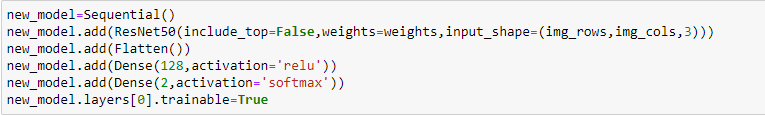 new_model=Sequential()
new_model.add(ResNet50(include_top=False,weights=weights,input_shape=(img_rows,img_cols,3)))
new_model.add(Flatten())
new_model.add(Dense(128,activation='relu'))
new_model.add(Dense(2,activation='softmax'))
new_model.layers[0].trainable=True